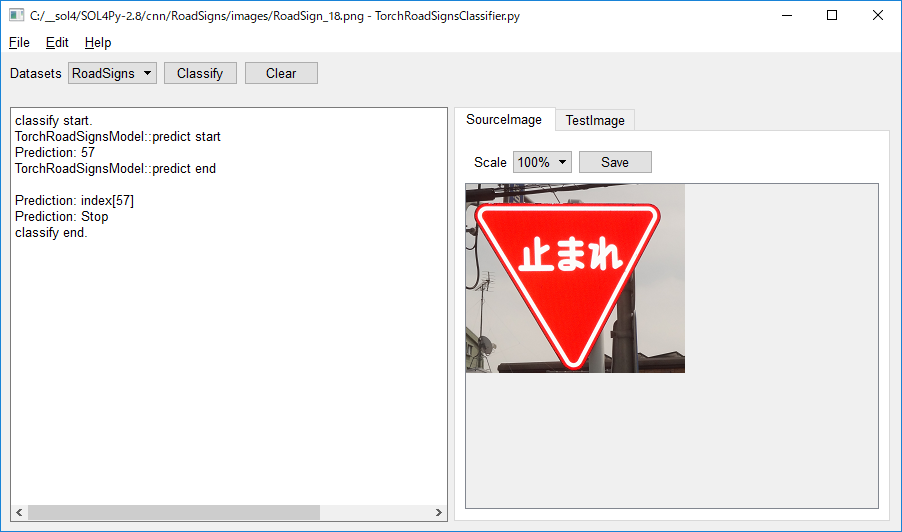 C:/__sol4/SOL4Py-2.8/cnn/RoadSigns/images/RoadSign_18.png - TorchRoadSignsClassifier.py
File Edit Help
Datasets RoadSigns Classify Clear
classify start.
TorchRoadSignsModel::predict start
Prediction: 57
TorchRoadSignsModel::predict end
Prediction: index[57]
Prediction: Stop
classify end.
SourceImage TestImage
Scale 100% Save
止まれ